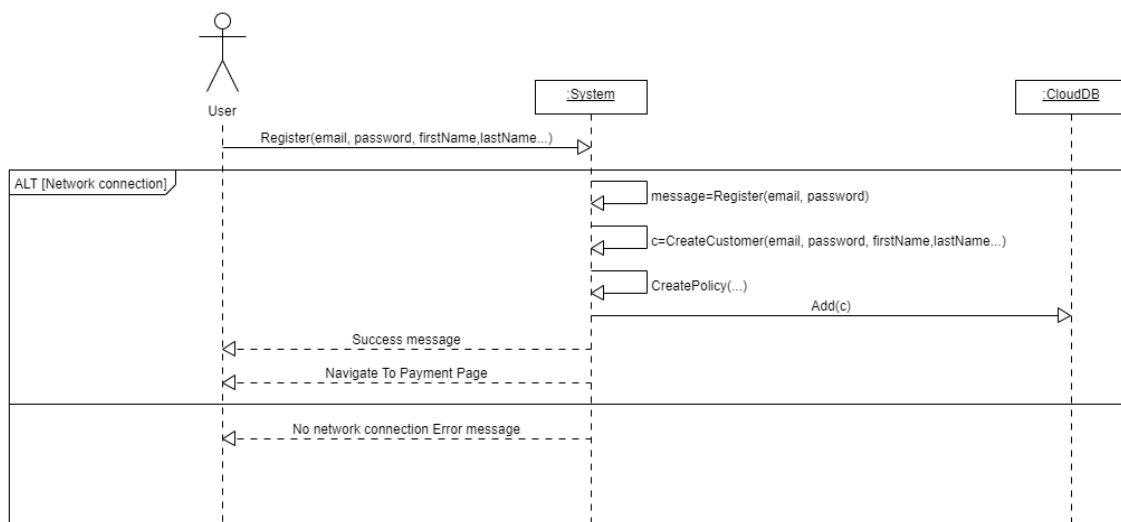 User
:System
:CloudDB
Register(email, password, firstName,lastName...)
ALT [Network connection]
message=Register(email, password)
c=CreateCustomer(email, password, firstName,lastName...)
CreatePolicy(...)
Add(c)
Success message
Navigate To Payment Page
No network connection Error message